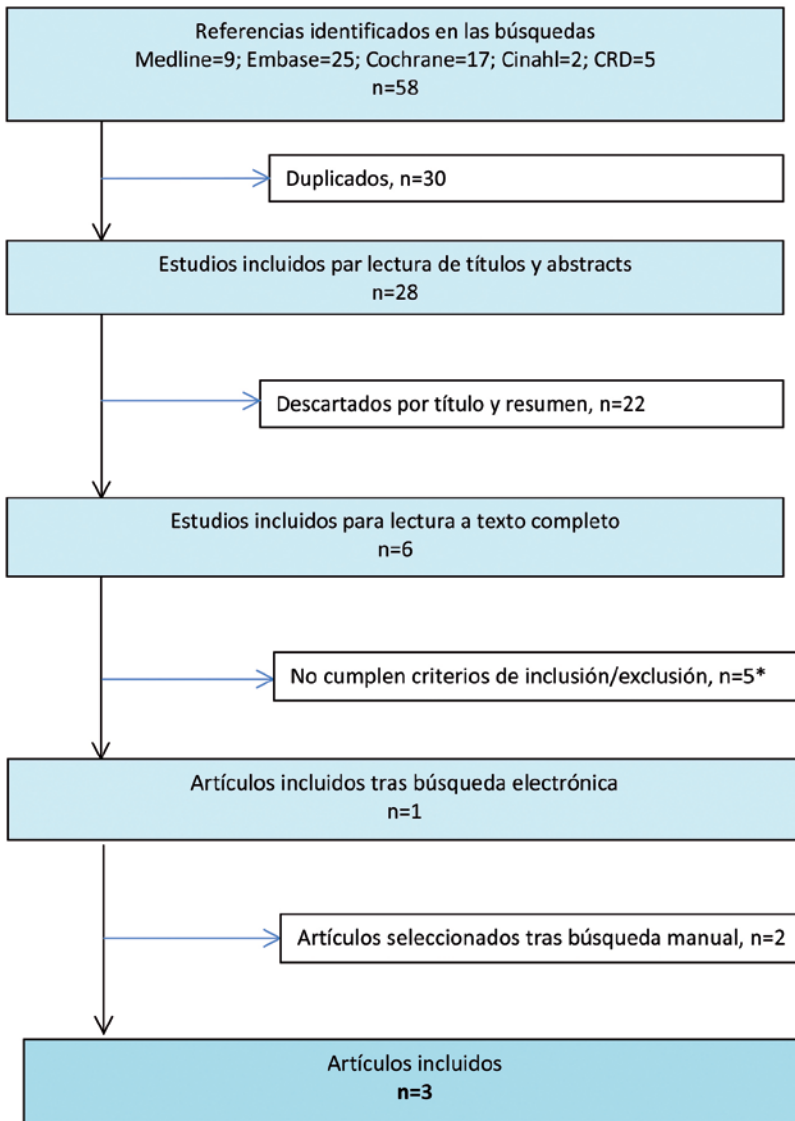 Referencias identificados en las búsquedas
Medline=9; Embase=25; Cochrane=17; Cinahl=2; CRD=5
n=58
Duplicados, n=30
Estudios incluidos par lectura de títulos y abstracts
n=28
Descartados por título y resumen, n=22
Estudios incluidos para lectura a texto completo
n=6
No cumplen criterios de inclusión/exclusión, n=5*
Artículos incluidos tras búsqueda electrónica
n=1
Artículos seleccionados tras búsqueda manual, n=2
Artículos incluidos
n=3